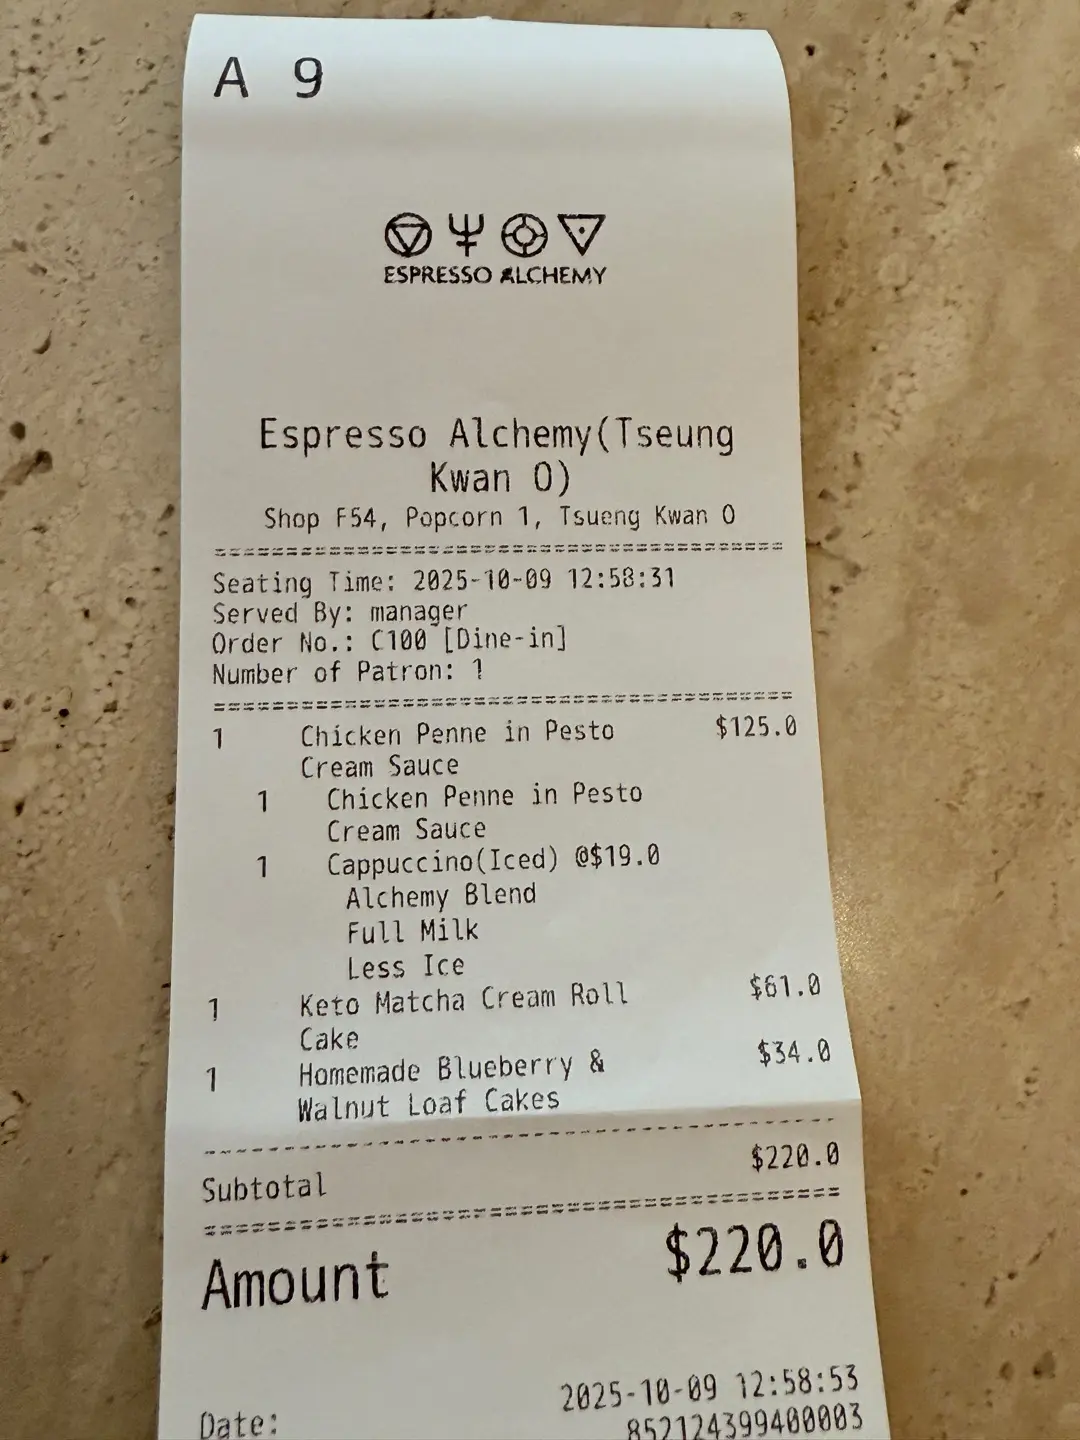 A 9
ESPRESSO ALCHEMY
Espresso Alchemy(Tseung
Kwan O)
Shop F54, Popcorn 1, Tsueng Kwan O
Seating Time: 2025-10-09 12:58:31
Served By: manager
Order No.: C100 [Dine-in]
Number of Patron: 1
1 Chicken Penne in Pesto $125.0
Cream Sauce
1 Chicken Penne in Pesto
Cream Sauce
1 Cappuccino(Iced) @$19.0
Alchemy Blend
Full Milk
Less Ice
1 Keto Matcha Cream Roll $61.0
Cake
1 Homemade Blueberry & $34.0
Walnut Loaf Cakes
Subtotal $220.0
Amount $220.0
Date: 2025-10-09 12:58:53
852124399400003